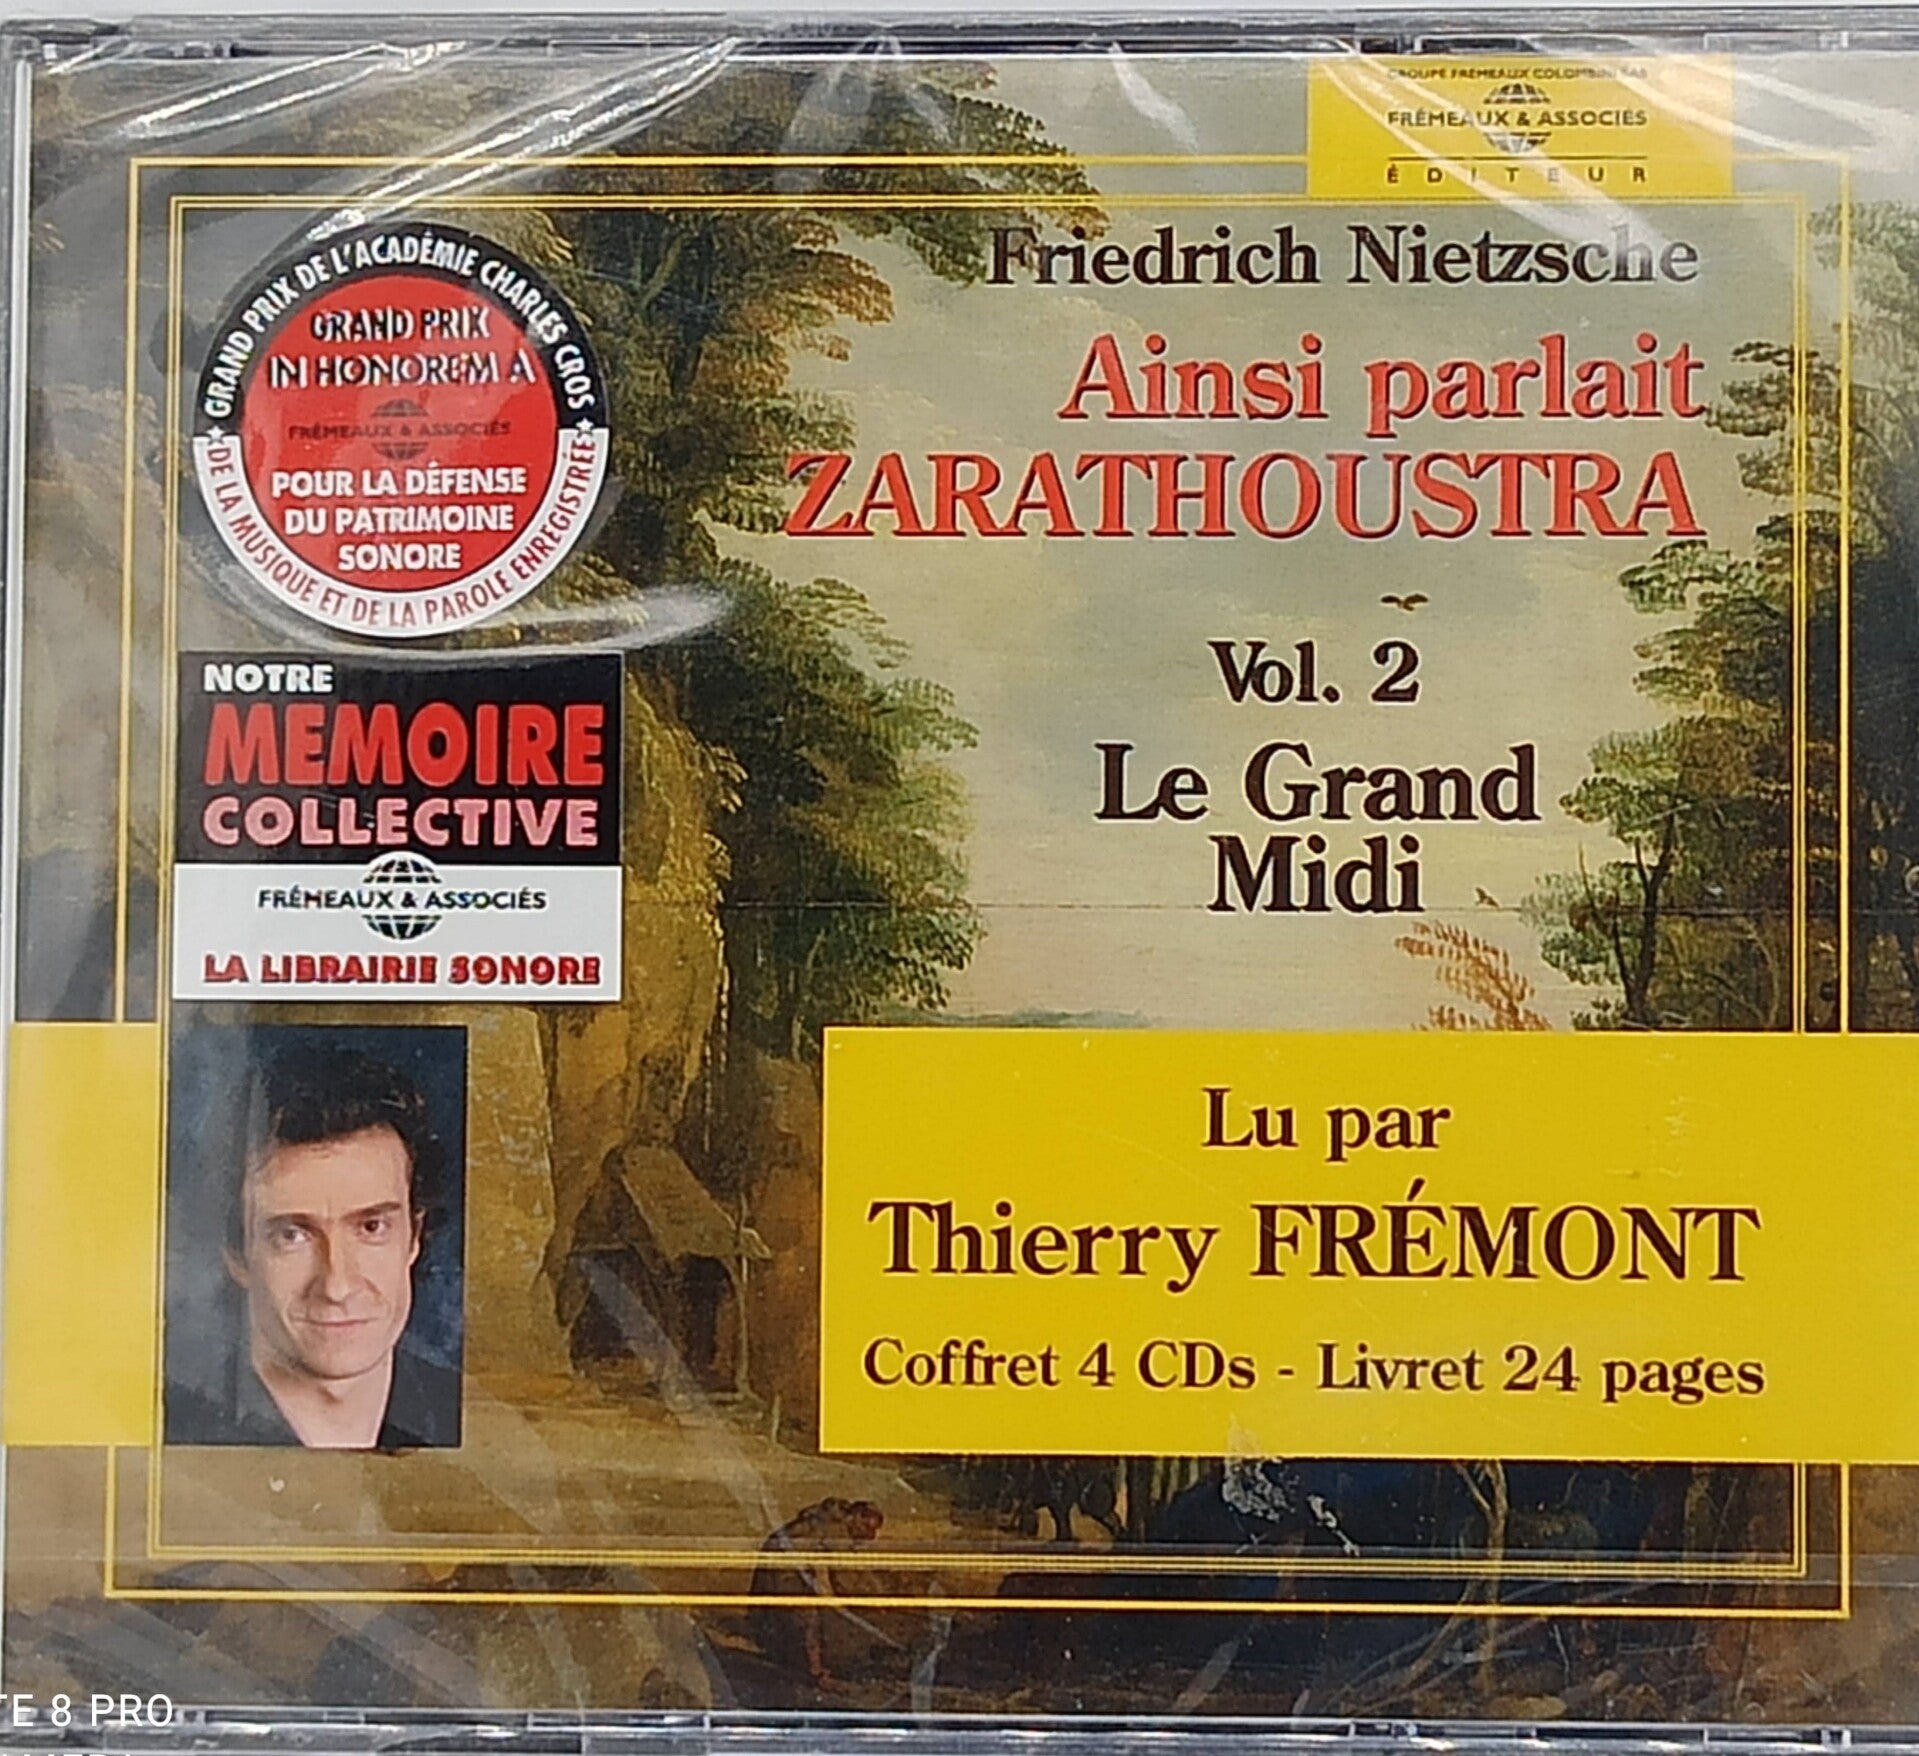 GROUPE FRÉMEAUX COLOMBINI SAS
FRÉMEAUX & ASSOCIÉS
ÉDITEUR
Friedrich Nietzsche
Ainsi parlait
ZARATHOUSTRA
Vol. 2
Le Grand
Midi
GRAND PRIX DE L'ACADÉMIE CHARLES CROS
GRAND PRIX
IN HONOREM A
FRÉMEAUX & ASSOCIÉS
POUR LA DÉFENSE
DU PATRIMOINE
SONORE
DE LA MUSIQUE ET DE LA PAROLE ENREGISTRÉE
NOTRE
MEMOIRE
COLLECTIVE
FRÉMEAUX & ASSOCIÉS
LA LIBRAIRIE SONORE
Lu par
Thierry FRÉMONT
Coffret 4 CDs - Livret 24 pages
TE 8 PRO